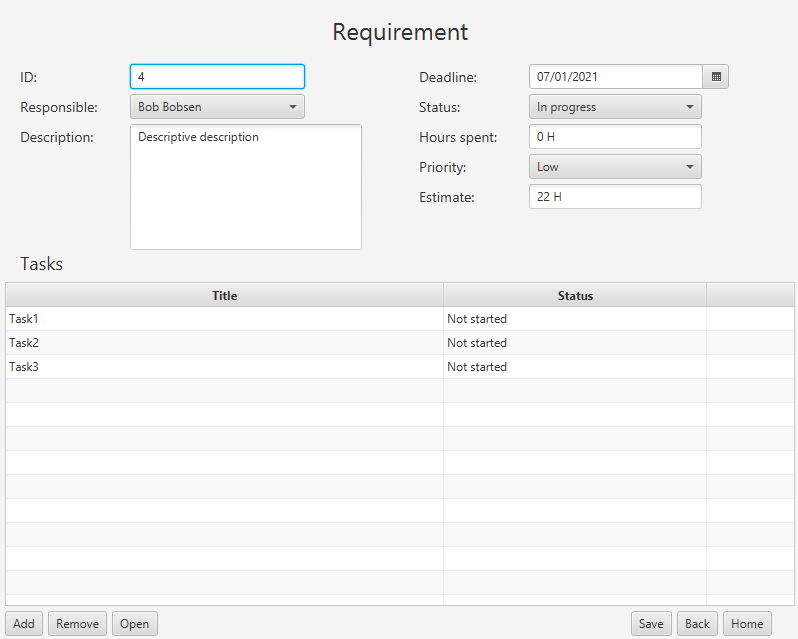 Requirement
ID: 4
Responsible: Bob Bobsen
Description: Descriptive description
Deadline: 07/01/2021
Status: In progress
Hours spent: 0 H
Priority: Low
Estimate: 22 H
Tasks
Title Status
Task1 Not started
Task2 Not started
Task3 Not started
Add Remove Open Save Back Home